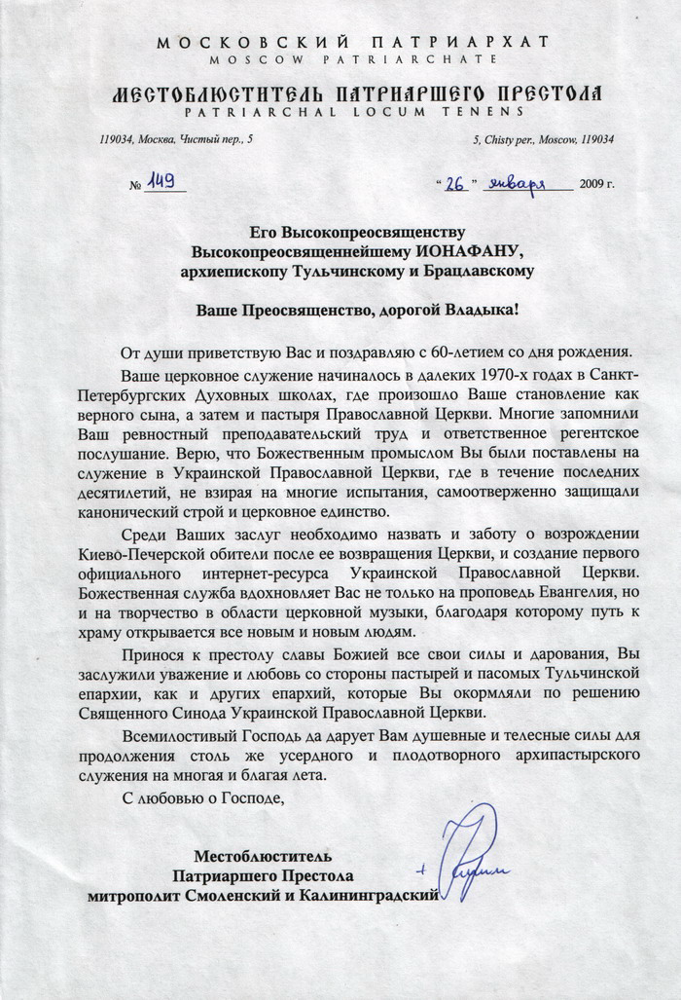 МОСКОВСКИЙ ПАТРИАРХАТ
MOSCOW PATRIARCHATE
МЕСТОБЛЮСТИТЕЛЬ ПАТРИАРШЕГО ПРЕСТОЛА
PATRIARCHAL LOCUM TENENS
119034, Москва, Чистый пер., 5
5, Chisty per., Moscow, 119034
№ 149
“ 26 ” января 2009 г.
Его Высокопреосвященству
Высокопреосвященнейшему ИОНАФАНУ,
архиепископу Тульчинскому и Брацлавскому
Ваше Преосвященство, дорогой Владыка!
От души приветствую Вас и поздравляю с 60-летием со дня рождения.
Ваше церковное служение начиналось в далеких 1970-х годах в Санкт-
Петербургских Духовных школах, где произошло Ваше становление как
верного сына, а затем и пастыря Православной Церкви. Многие запомнили
Ваш ревностный преподавательский труд и ответственное регентское
послушание. Верю, что Божественным промыслом Вы были поставлены на
служение в Украинской Православной Церкви, где в течение последних
десятилетий, не взирая на многие испытания, самоотверженно защищали
канонический строй и церковное единство.
Среди Ваших заслуг необходимо назвать и заботу о возрождении
Киево-Печерской обители после ее возвращения Церкви, и создание первого
официального интернет-ресурса Украинской Православной Церкви.
Божественная служба вдохновляет Вас не только на проповедь Евангелия, но
и на творчество в области церковной музыки, благодаря которому путь к
храму открывается все новым и новым людям.
Принося к престолу славы Божией все свои силы и дарования, Вы
заслужили уважение и любовь со стороны пастырей и пасомых Тульчинской
епархии, как и других епархий, которые Вы окормляли по решению
Священного Синода Украинской Православной Церкви.
Всемилостивый Господь да дарует Вам душевные и телесные силы для
продолжения столь же усердного и плодотворного архипастырского
служения на многая и благая лета.
С любовью о Господе,
Местоблюститель
Патриаршего Престола
митрополит Смоленский и Калининградский